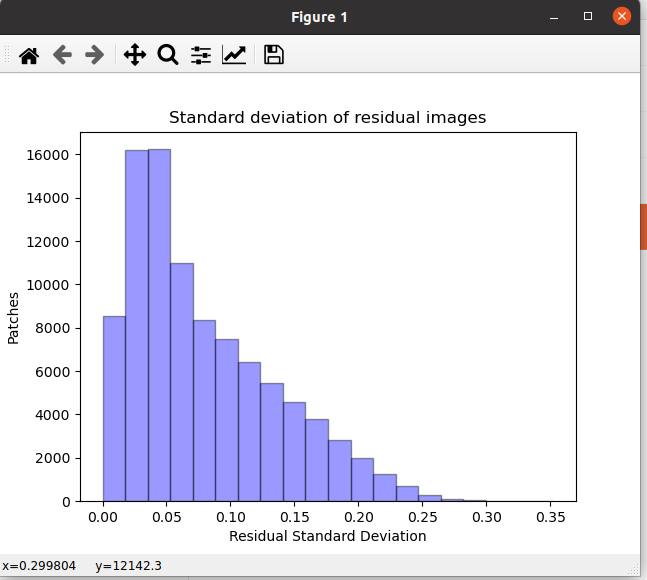 Figure 1
Standard deviation of residual images
16000
14000
12000
10000
8000
6000
4000
2000
0
Patches
0.00 0.05 0.10 0.15 0.20 0.25 0.30 0.35
Residual Standard Deviation
x=0.299804 y=12142.3